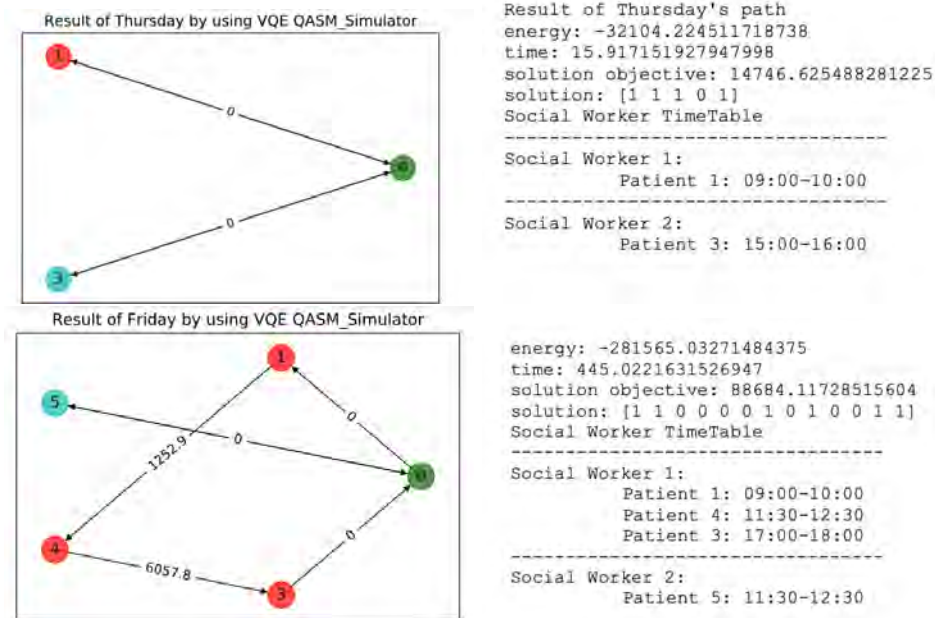 Result of Thursday by using VQE QASM_Simulator
1
0
0
0
3
Result of Thursday's path
energy: -32104.224511718738
time: 15.917151927947998
solution objective: 14746.625488281225
solution: [1 1 1 0 1]
Social Worker TimeTable
------------------------------------
Social Worker 1:
Patient 1: 09:00-10:00
------------------------------------
Social Worker 2:
Patient 3: 15:00-16:00
Result of Friday by using VQE QASM_Simulator
1
5
0
1252.9
0
0
4
0
6057.8
3
energy: -281565.03271484375
time: 445.0221631526947
solution objective: 88684.11728515604
solution: [1 1 0 0 0 0 1 0 1 0 0 1 1]
Social Worker TimeTable
------------------------------------
Social Worker 1:
Patient 1: 09:00-10:00
Patient 4: 11:30-12:30
Patient 3: 17:00-18:00
------------------------------------
Social Worker 2:
Patient 5: 11:30-12:30